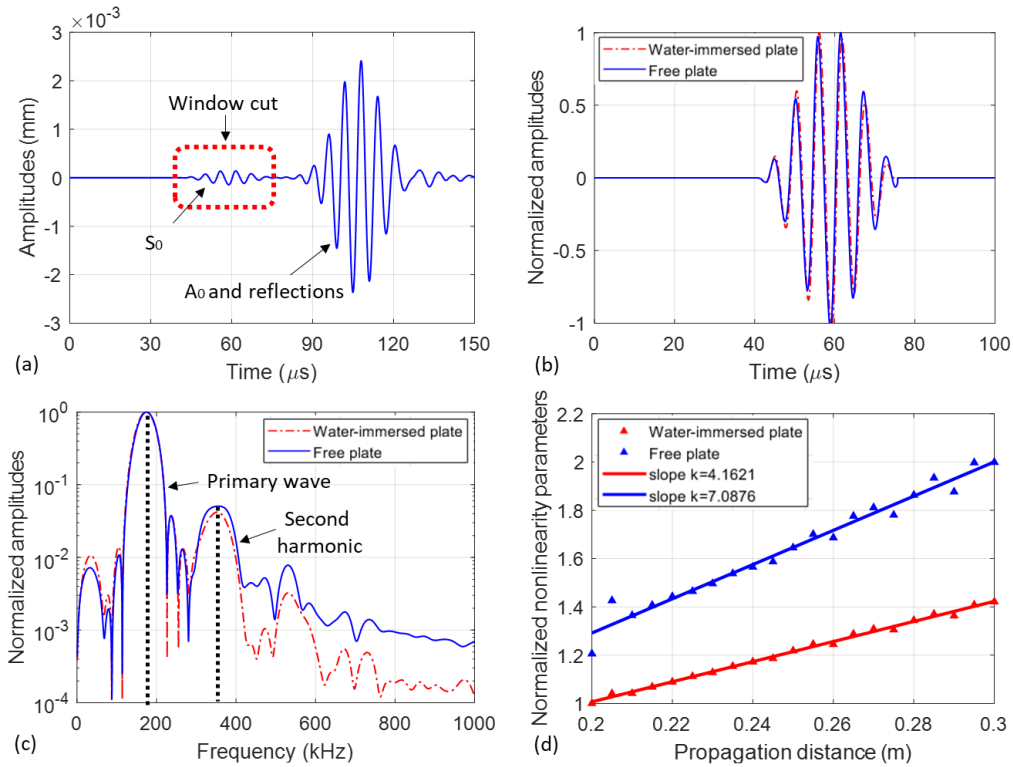 ×10⁻³
3
2
1
0
-1
-2
-3
Amplitudes (mm)
Window cut
S₀
A₀ and reflections
0 30 60 90 120 150
Time (μs)
(a)
1
0.5
0
-0.5
-1
Normalized amplitudes
Water-immersed plate
Free plate
0 20 40 60 80 100
Time (μs)
(b)
10⁰
10⁻¹
10⁻²
10⁻³
10⁻⁴
Normalized amplitudes
Water-immersed plate
Free plate
Primary wave
Second
harmonic
0 200 400 600 800 1000
Frequency (kHz)
(c)
2.2
2
1.8
1.6
1.4
1.2
1
Normalized nonlinearity parameters
Water-immersed plate
Free plate
slope k=4.1621
slope k=7.0876
0.2 0.22 0.24 0.26 0.28 0.3
Propagation distance (m)
(d)